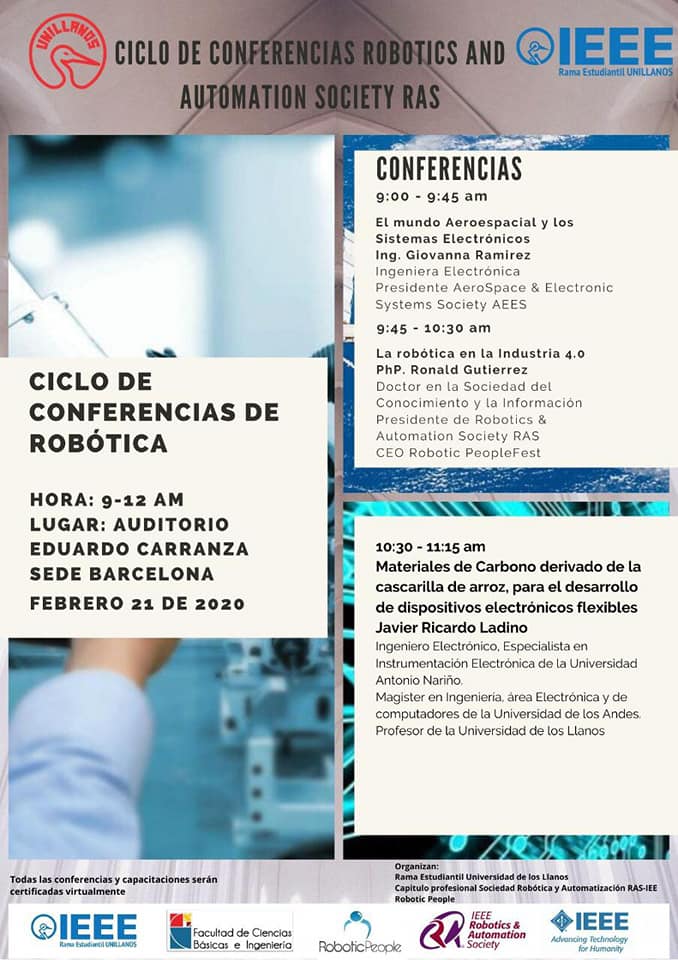 UNILLANOS
CICLO DE CONFERENCIAS ROBOTICS AND
AUTOMATION SOCIETY RAS
IEEE
Rama Estudiantil UNILLANOS
CICLO DE
CONFERENCIAS DE
ROBÓTICA
HORA: 9-12 AM
LUGAR: AUDITORIO
EDUARDO CARRANZA
SEDE BARCELONA
FEBRERO 21 DE 2020
CONFERENCIAS
9:00 - 9:45 am
El mundo Aeroespacial y los
Sistemas Electrónicos
Ing. Giovanna Ramirez
Ingeniera Electrónica
Presidente AeroSpace & Electronic
Systems Society AEES
9:45 - 10:30 am
La robótica en la Industria 4.0
PhP. Ronald Gutierrez
Doctor en la Sociedad del
Conocimiento y la Información
Presidente de Robotics &
Automation Society RAS
CEO Robotic PeopleFest
10:30 - 11:15 am
Materiales de Carbono derivado de la
cascarilla de arroz, para el desarrollo
de dispositivos electrónicos flexibles
Javier Ricardo Ladino
Ingeniero Electrónico, Especialista en
Instrumentación Electrónica de la Universidad
Antonio Nariño.
Magister en Ingeniería, área Electrónica y de
computadores de la Universidad de los Andes.
Profesor de la Universidad de los Llanos
Todas las conferencias y capacitaciones serán
certificadas virtualmente
Organizan:
Rama Estudiantil Universidad de los Llanos
Capitulo profesional Sociedad Robótica y Automatización RAS-IEE
Robotic People
IEEE
Rama Estudiantil UNILLANOS
Facultad de Ciencias
Básicas e Ingeniería
RoboticPeople
IEEE
Robotics &
Automation
Society
IEEE
Advancing Technology
for Humanity